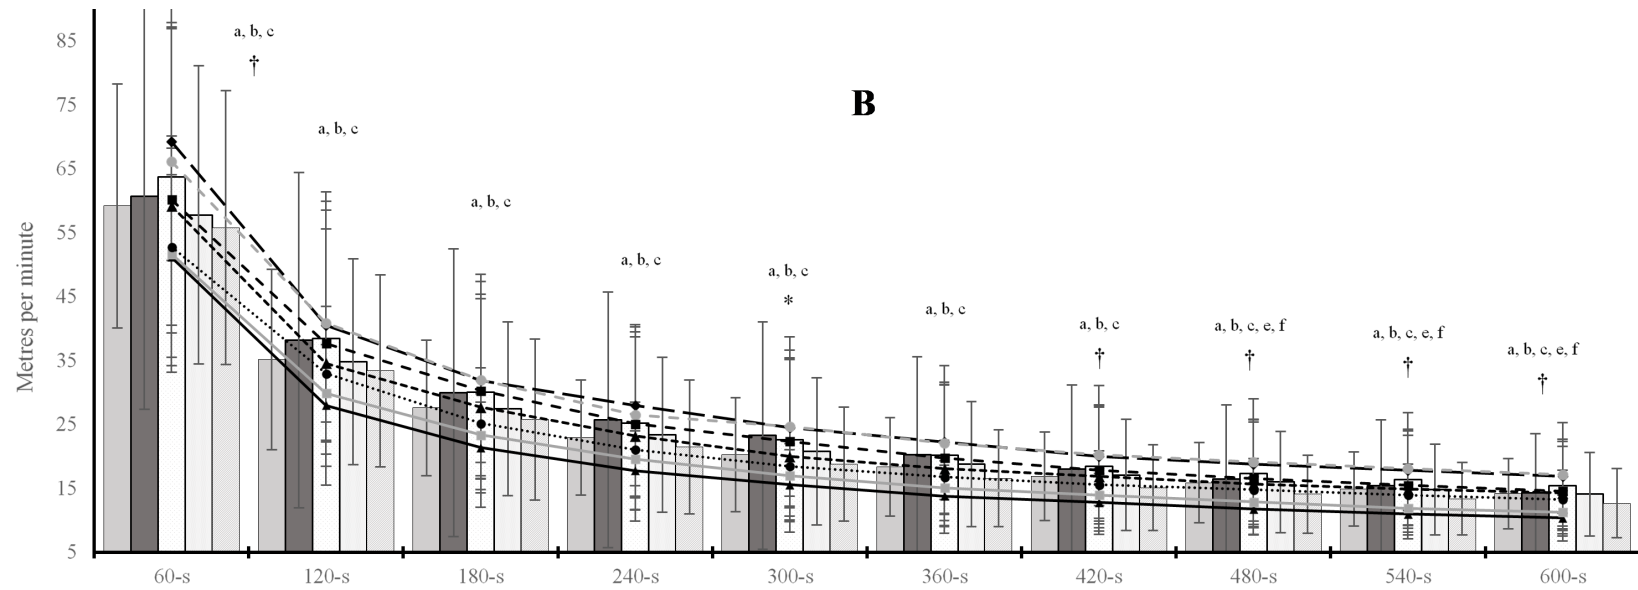 85
a, b, c
†
75
B
a, b, c
65
a, b, c
55
a, b, c
a, b, c
*
45
a, b, c
a, b, c
†
a, b, c, e, f
†
a, b, c, e, f
†
a, b, c, e, f
†
35
25
15
5
Metres per minute
60-s 120-s 180-s 240-s 300-s 360-s 420-s 480-s 540-s 600-s